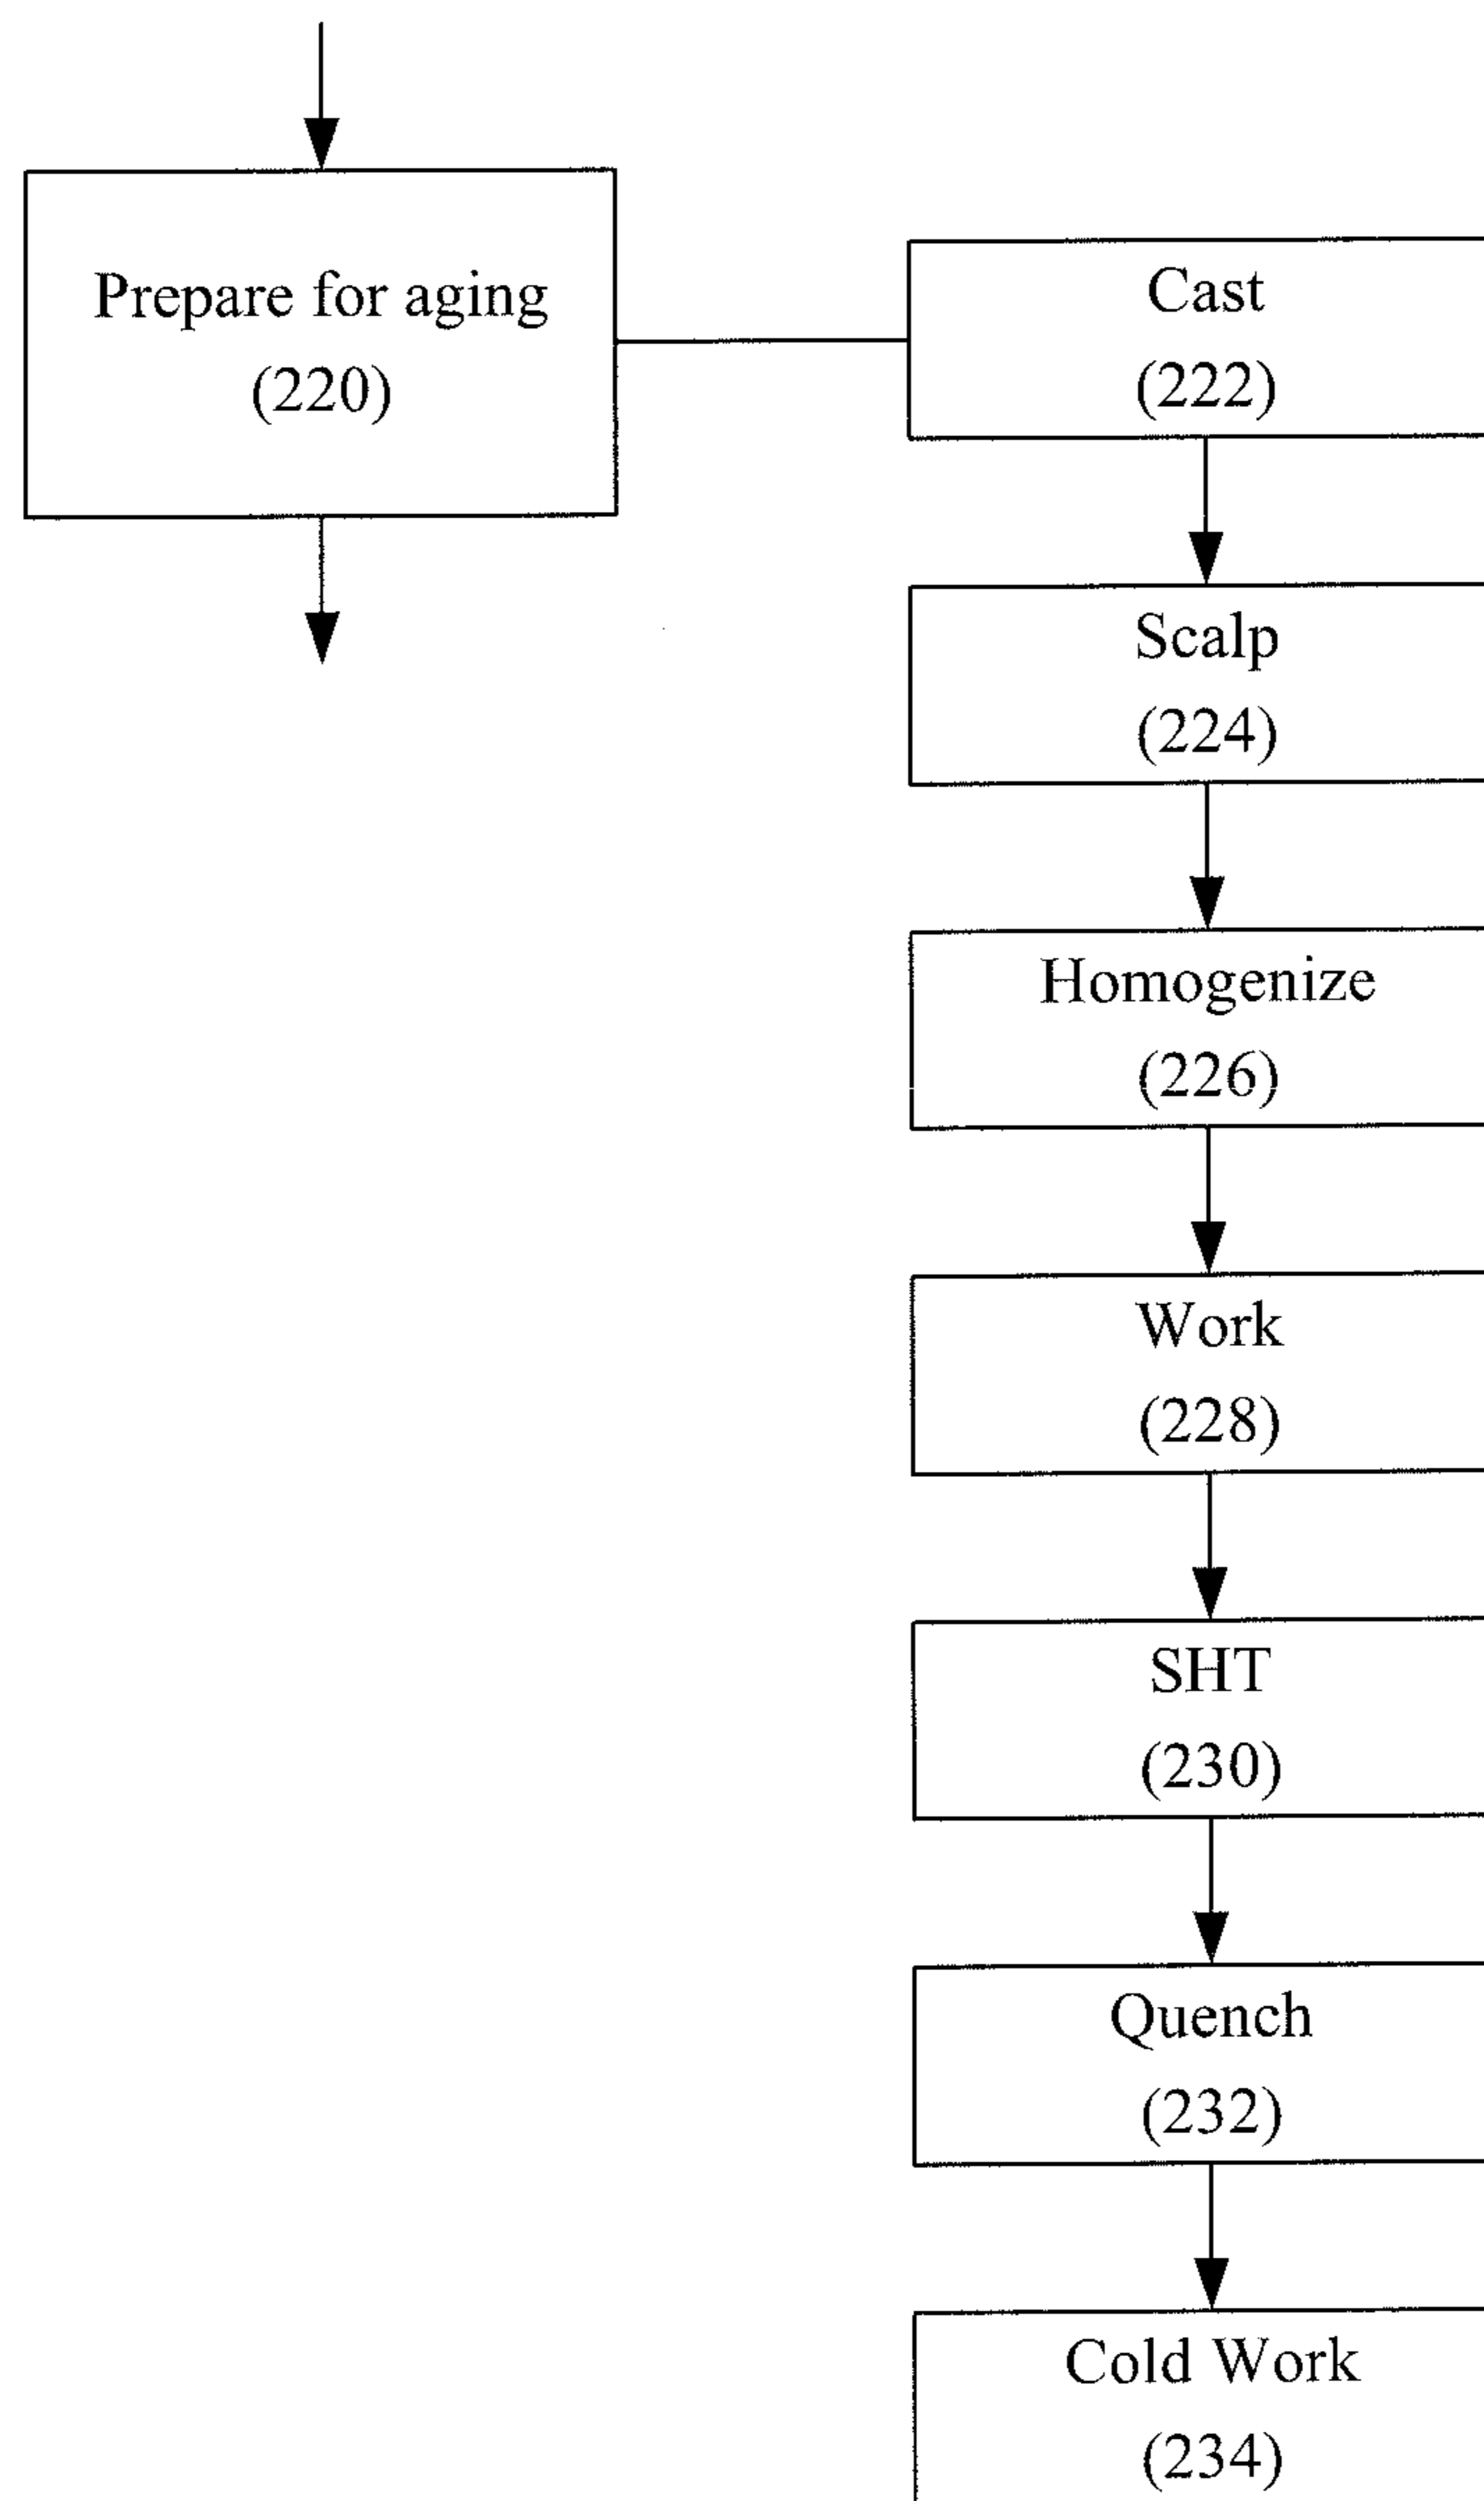 Prepare for aging
(220)
Cast
(222)
Scalp
(224)
Homogenize
(226)
Work
(228)
SHT
(230)
Quench
(232)
Cold Work
(234)